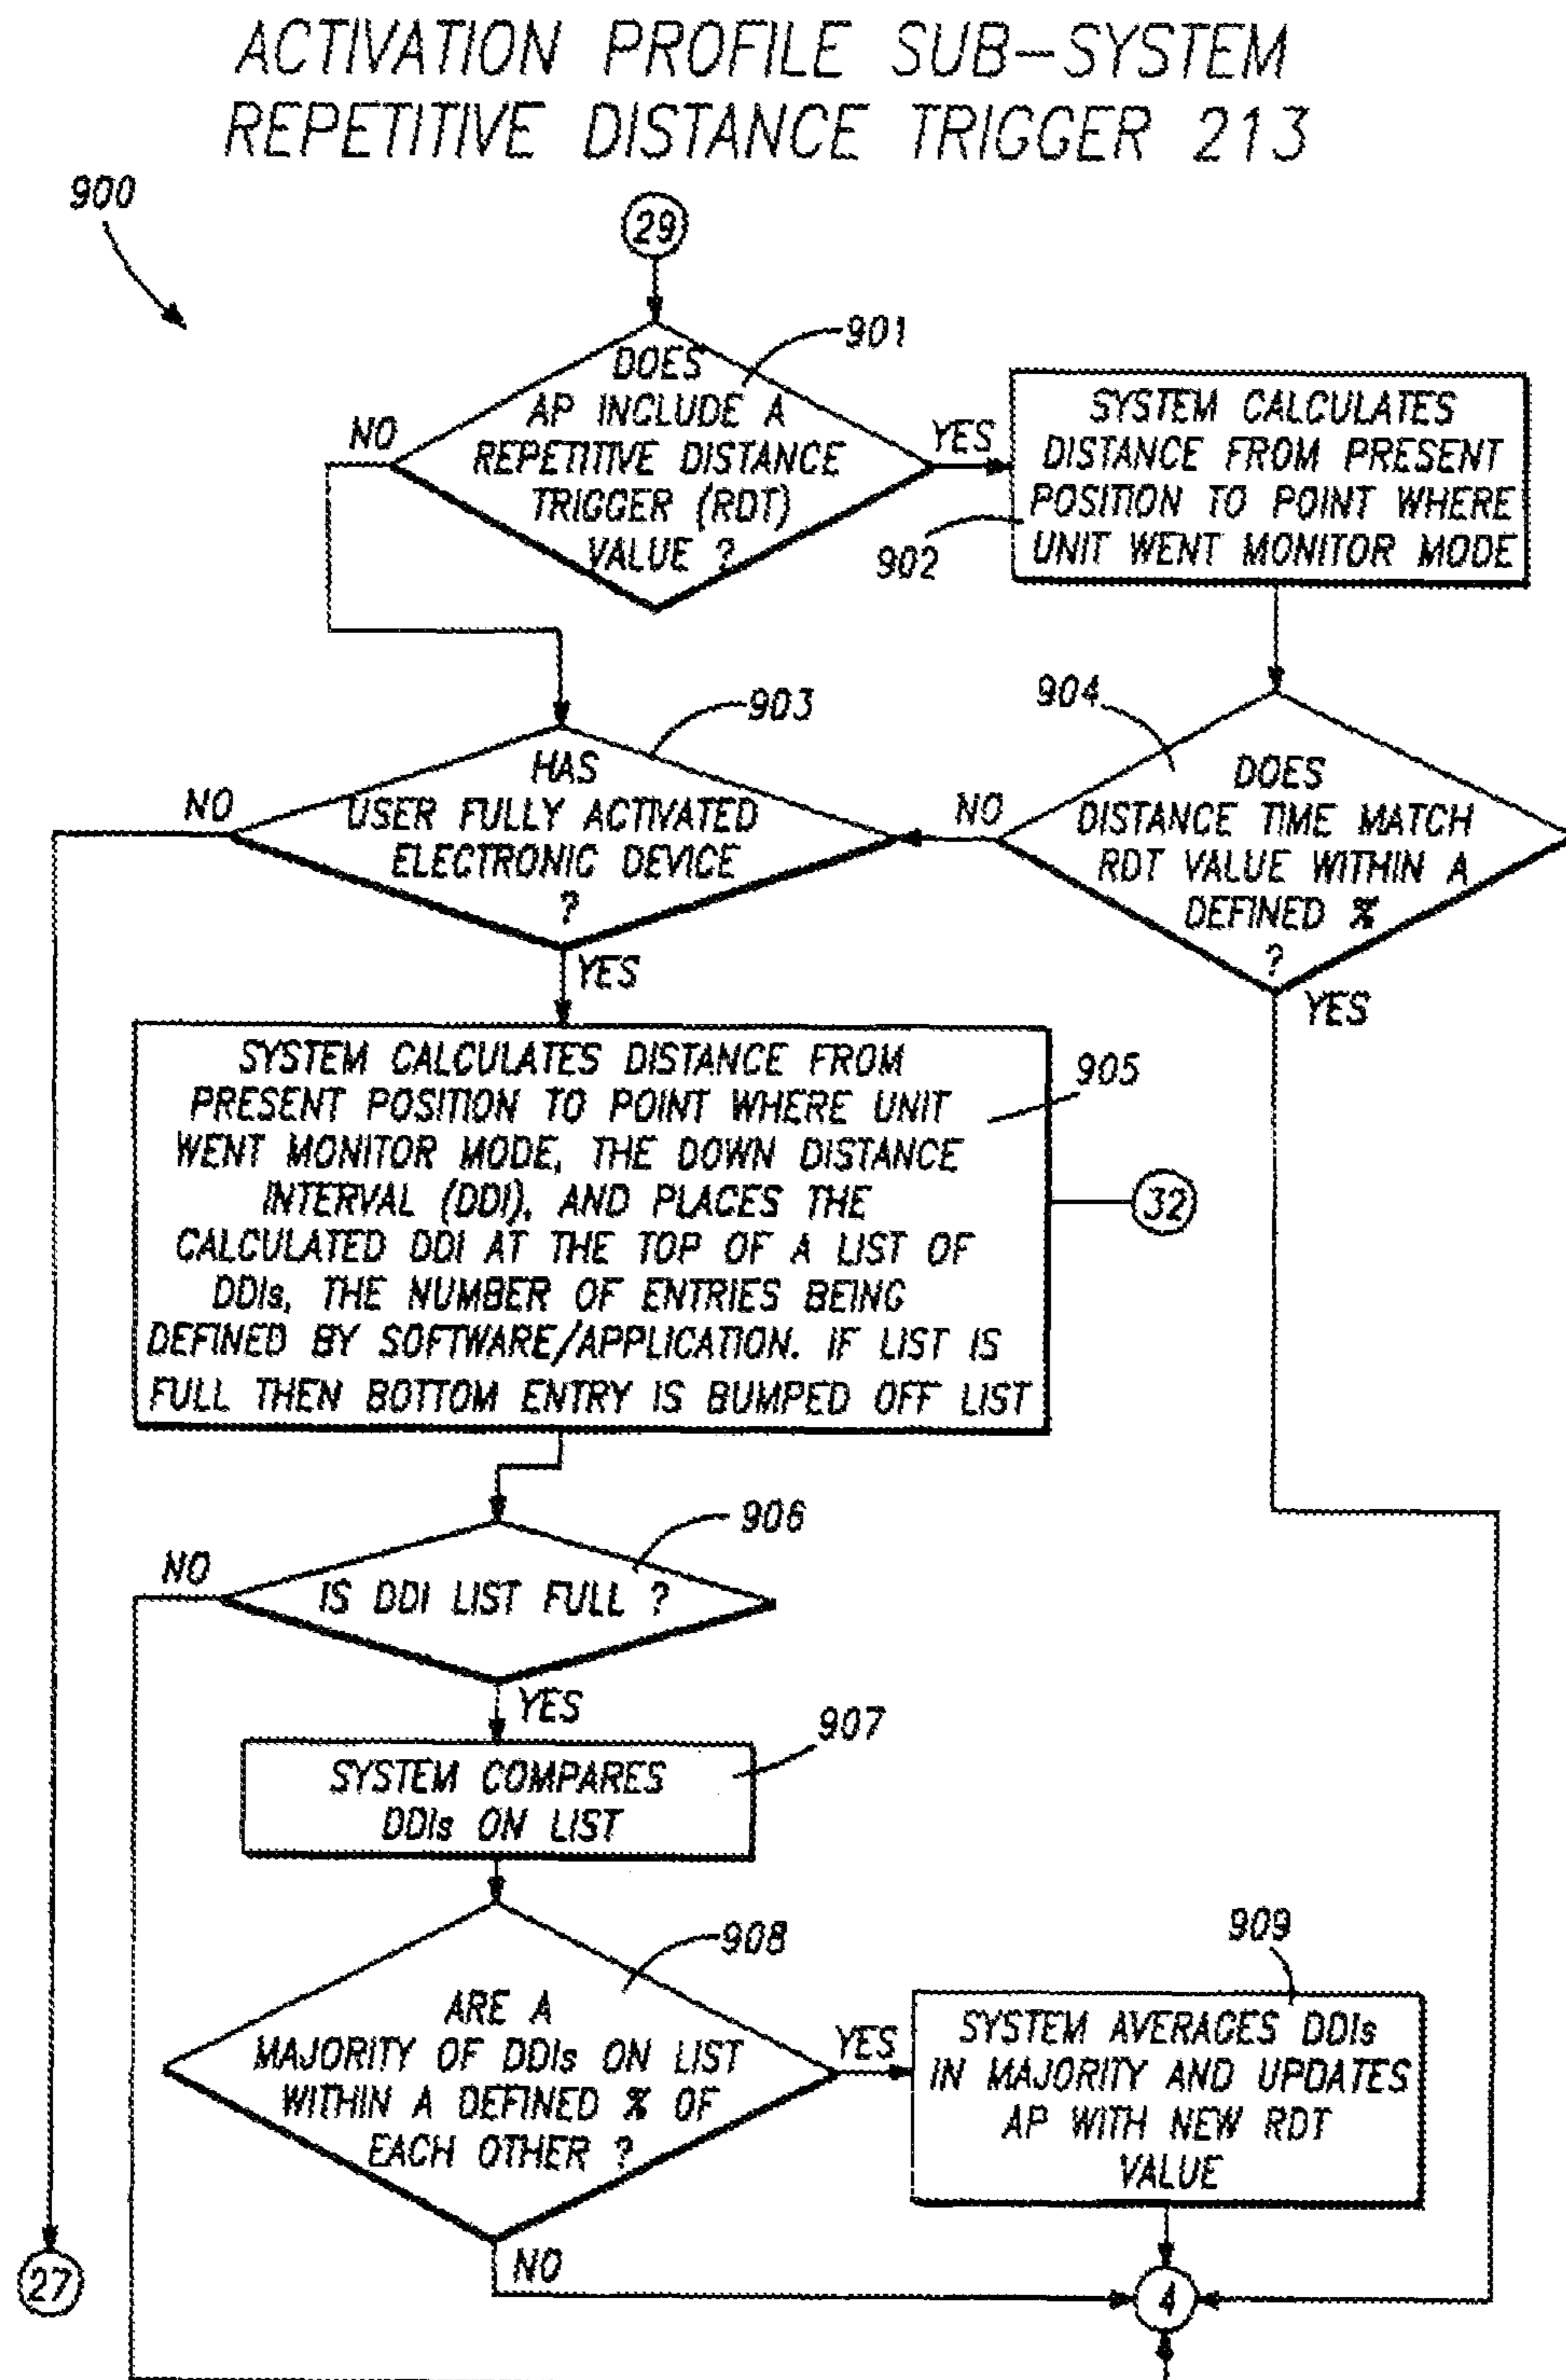 ACTIVATION PROFILE SUB-SYSTEM
REPETITIVE DISTANCE TRIGGER 213
900
29
901
DOES
AP INCLUDE A
REPETITIVE DISTANCE
TRIGGER (RDT)
VALUE ?
NO
YES
SYSTEM CALCULATES
DISTANCE FROM PRESENT
POSITION TO POINT WHERE
UNIT WENT MONITOR MODE
902
903
HAS
USER FULLY ACTIVATED
ELECTRONIC DEVICE
?
NO
YES
904
DOES
DISTANCE TIME MATCH
RDT VALUE WITHIN A
DEFINED %
?
NO
YES
SYSTEM CALCULATES DISTANCE FROM
PRESENT POSITION TO POINT WHERE UNIT
WENT MONITOR MODE, THE DOWN DISTANCE
INTERVAL (DDI), AND PLACES THE
CALCULATED DDI AT THE TOP OF A LIST OF
DDIs, THE NUMBER OF ENTRIES BEING
DEFINED BY SOFTWARE/APPLICATION. IF LIST IS
FULL THEN BOTTOM ENTRY IS BUMPED OFF LIST
905
32
906
NO
IS DDI LIST FULL ?
YES
907
SYSTEM COMPARES
DDIs ON LIST
908
ARE A
MAJORITY OF DDIs ON LIST
WITHIN A DEFINED % OF
EACH OTHER ?
YES
NO
909
SYSTEM AVERAGES DDIs
IN MAJORITY AND UPDATES
AP WITH NEW RDT
VALUE
27
4